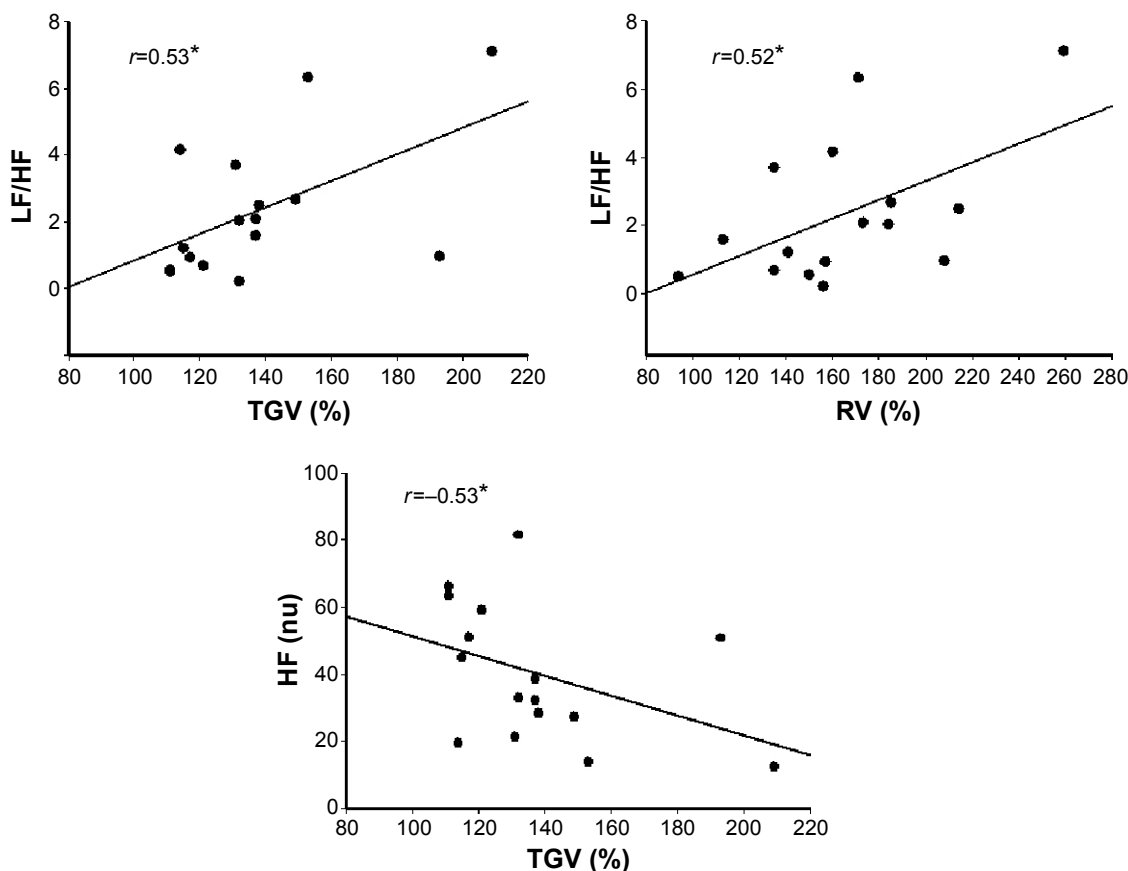 8
6
4
2
0
LF/HF
r=0.53*
80 100 120 140 160 180 200 220
TGV (%)
8
6
4
2
0
LF/HF
r=0.52*
80 100 120 140 160 180 200 220 240 260 280
RV (%)
100
80
60
40
20
0
HF (nu)
r=–0.53*
80 100 120 140 160 180 200 220
TGV (%)